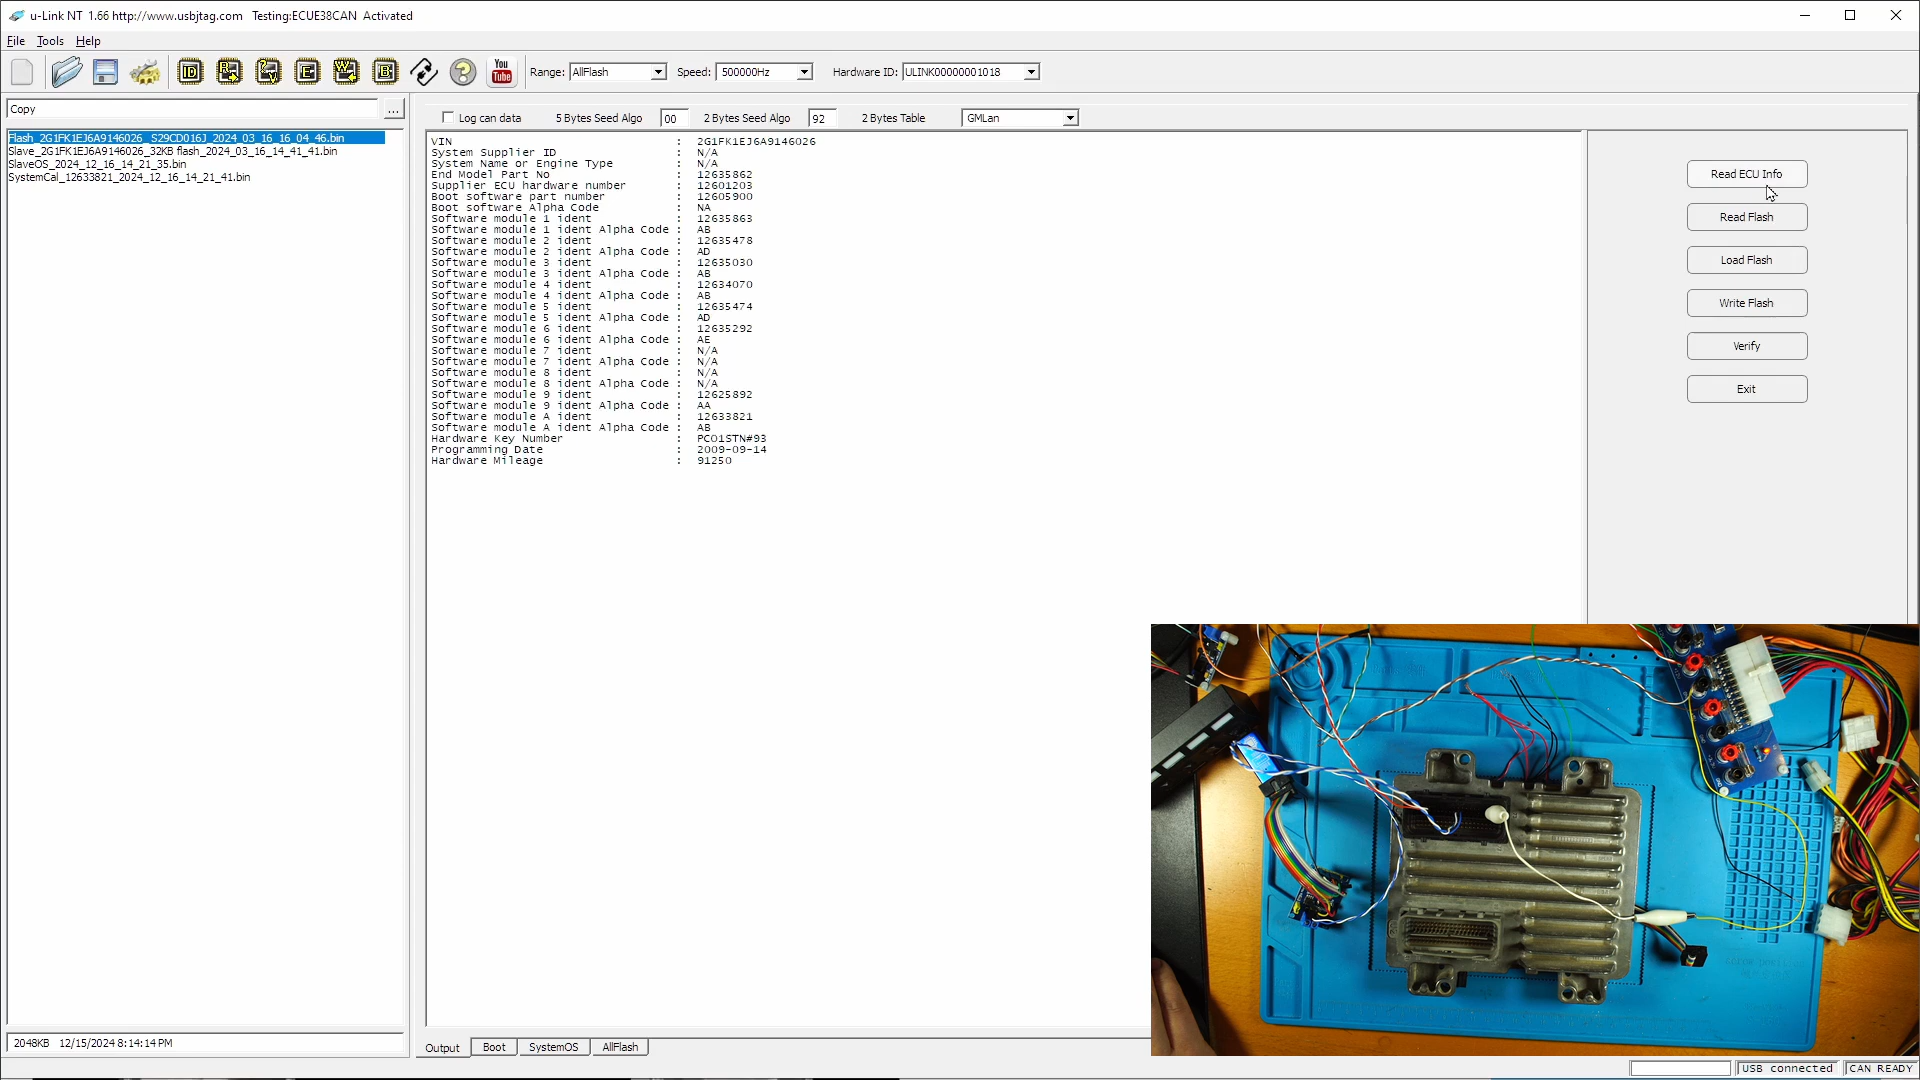 u-Link NT 1.66 http://www.usbjtag.com Testing:ECUE38CAN Activated
File Tools Help
ID R V E W B ? You Tube Range: AllFlash Speed: 500000Hz Hardware ID: ULINK00000001018
Copy ...
Log can data 5 Bytes Seed Algo 00 2 Bytes Seed Algo 92 2 Bytes Table GMLan
Flash_2G1FK1EJ6A9146026 _S29CD016J_2024_03_16_16_04_46.bin
Slave_2G1FK1EJ6A9146026_32KB flash_2024_03_16_14_41_41.bin
SlaveOS_2024_12_16_14_21_35.bin
SystemCal_12633821_2024_12_16_14_21_41.bin
VIN : 2G1FK1EJ6A9146026
System Supplier ID : N/A
System Name or Engine Type : N/A
End Model Part No : 12635862
Supplier ECU hardware number : 12601203
Boot software part number : 12605900
Boot software Alpha Code : NA
Software module 1 ident : 12635863
Software module 1 ident Alpha Code : AB
Software module 2 ident : 12635478
Software module 2 ident Alpha Code : AD
Software module 3 ident : 12635030
Software module 3 ident Alpha Code : AB
Software module 4 ident : 12634070
Software module 4 ident Alpha Code : AB
Software module 5 ident : 12635474
Software module 5 ident Alpha Code : AD
Software module 6 ident : 12635292
Software module 6 ident Alpha Code : AE
Software module 7 ident : N/A
Software module 7 ident Alpha Code : N/A
Software module 8 ident : N/A
Software module 8 ident Alpha Code : N/A
Software module 9 ident : 12625892
Software module 9 ident Alpha Code : AA
Software module A ident : 12633821
Software module A ident Alpha Code : AB
Hardware Key Number : PC01STN#93
Programming Date : 2009-09-14
Hardware Mileage : 91250
Read ECU Info
Read Flash
Load Flash
Write Flash
Verify
Exit
2048KB 12/15/2024 8:14:14 PM
Output Boot SystemOS AllFlash
USB connected CAN READY